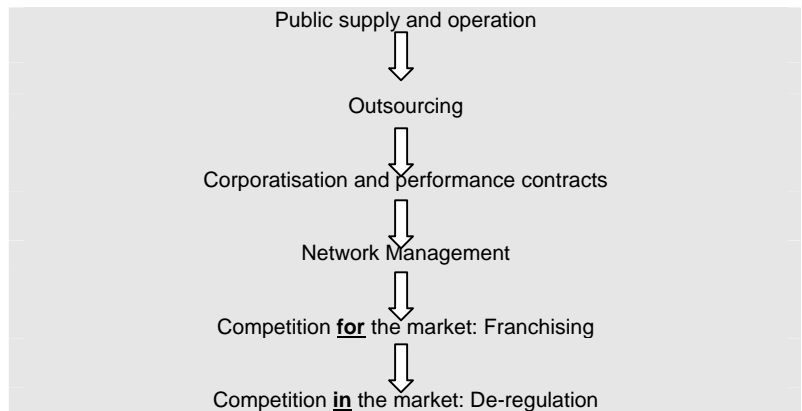 Public supply and operation
Outsourcing
Corporatisation and performance contracts
Network Management
Competition for the market: Franchising
Competition in the market: De-regulation